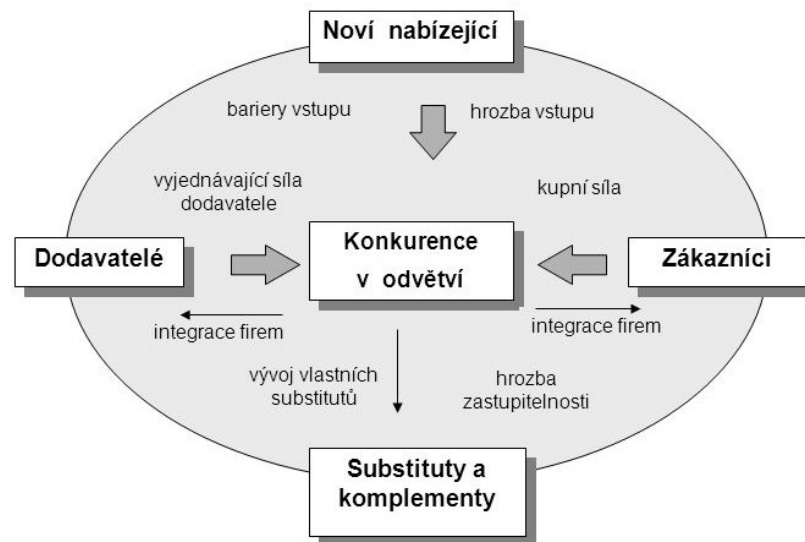 Noví nabízející
bariery vstupu
hrozba vstupu
vyjednávající síla
dodavatele
kupní síla
Dodavatelé
Konkurence
v odvětví
Zákazníci
integrace firem
integrace firem
vývoj vlastních
substitutů
hrozba
zastupitelnosti
Substituty a
komplementy